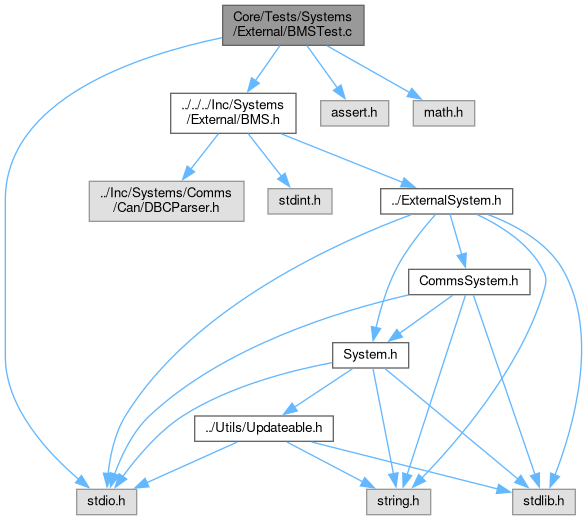 Core/Tests/Systems
/External/BMSTest.c
../../../Inc/Systems
/External/BMS.h
assert.h
math.h
../Inc/Systems/Comms
/Can/DBCParser.h
stdint.h
../ExternalSystem.h
CommsSystem.h
System.h
../Utils/Updateable.h
stdio.h
string.h
stdlib.h